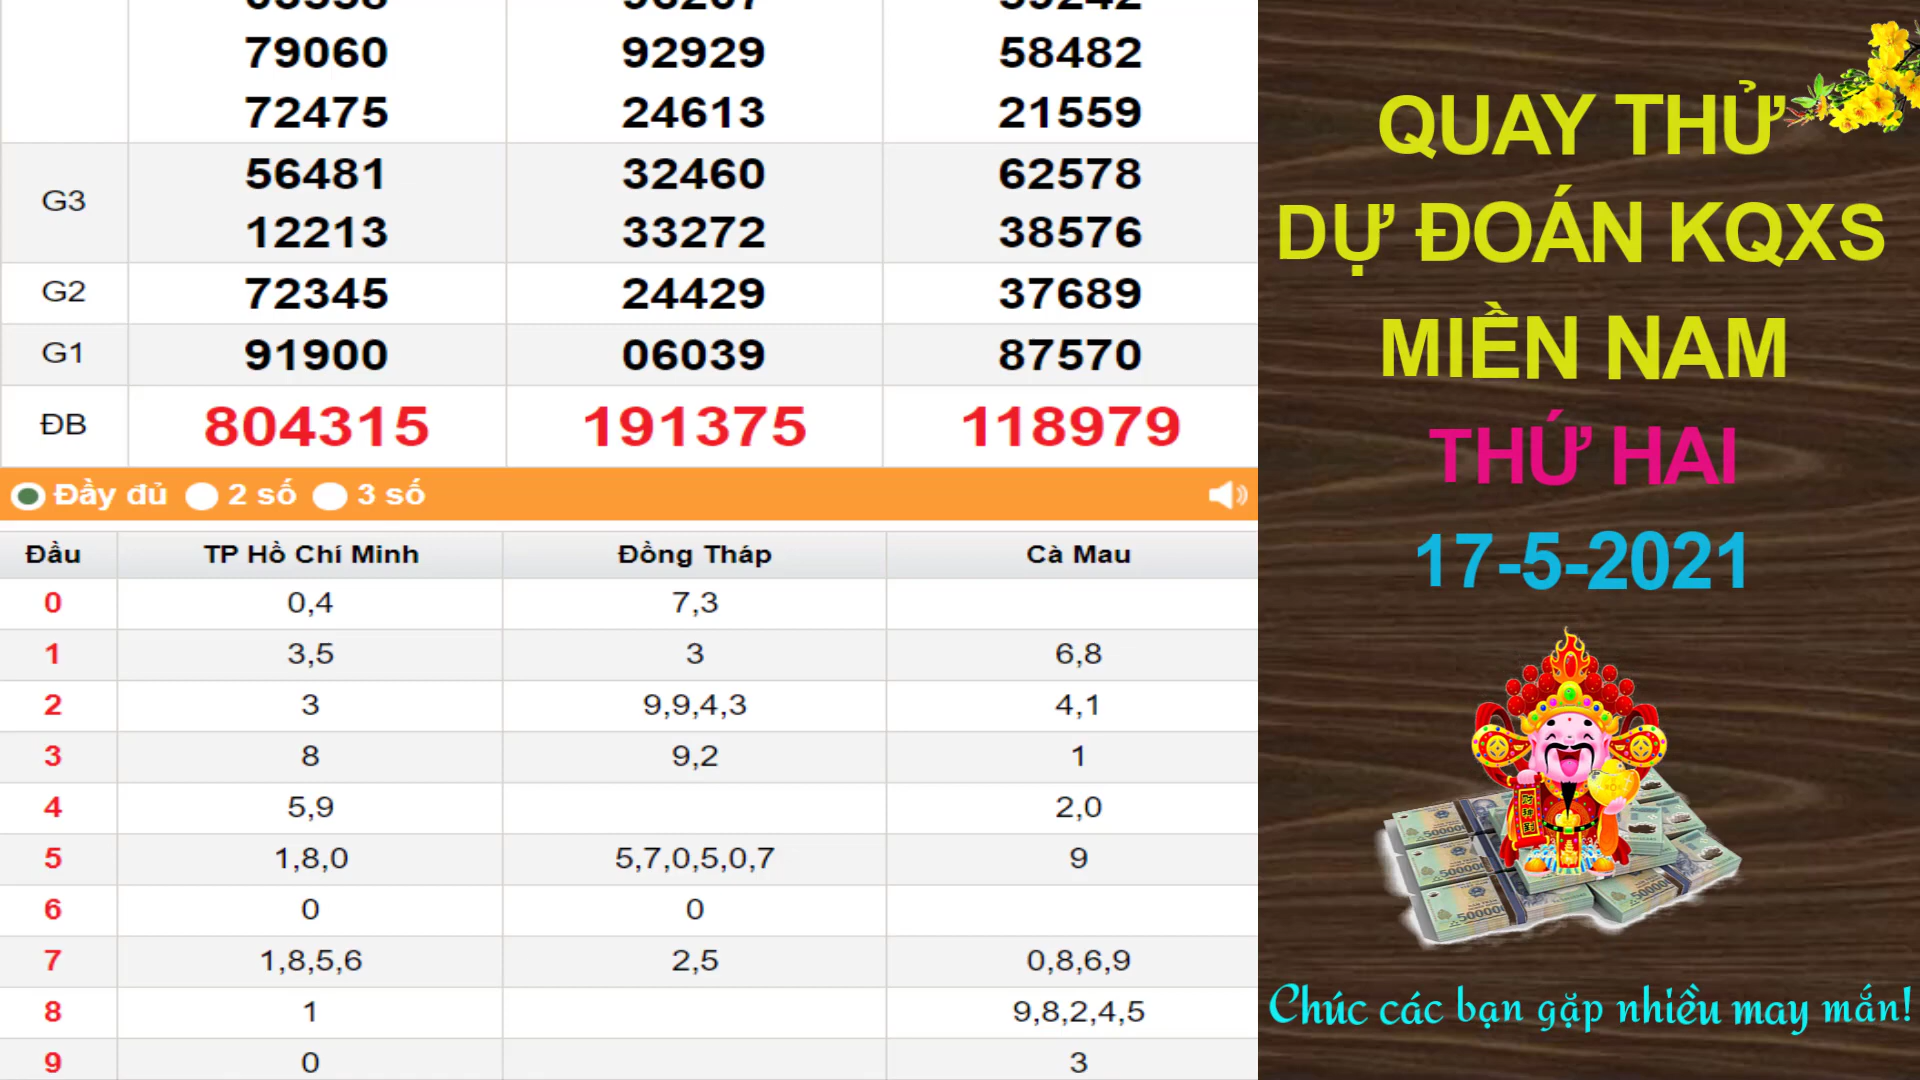 79060 92929 58482
72475 24613 21559
G3 56481 32460 62578
12213 33272 38576
G2 72345 24429 37689
G1 91900 06039 87570
ĐB 804315 191375 118979
Đầy đủ 2 số 3 số
Đầu TP Hồ Chí Minh Đồng Tháp Cà Mau
0 0,4 7,3
1 3,5 3 6,8
2 3 9,9,4,3 4,1
3 8 9,2 1
4 5,9 2,0
5 1,8,0 5,7,0,5,0,7 9
6 0 0
7 1,8,5,6 2,5 0,8,6,9
8 1 9,8,2,4,5
9 0 3
QUAY THỬ
DỰ ĐOÁN KQXS
MIỀN NAM
THỨ HAI
17-5-2021
Chúc các bạn gặp nhiều may mắn!